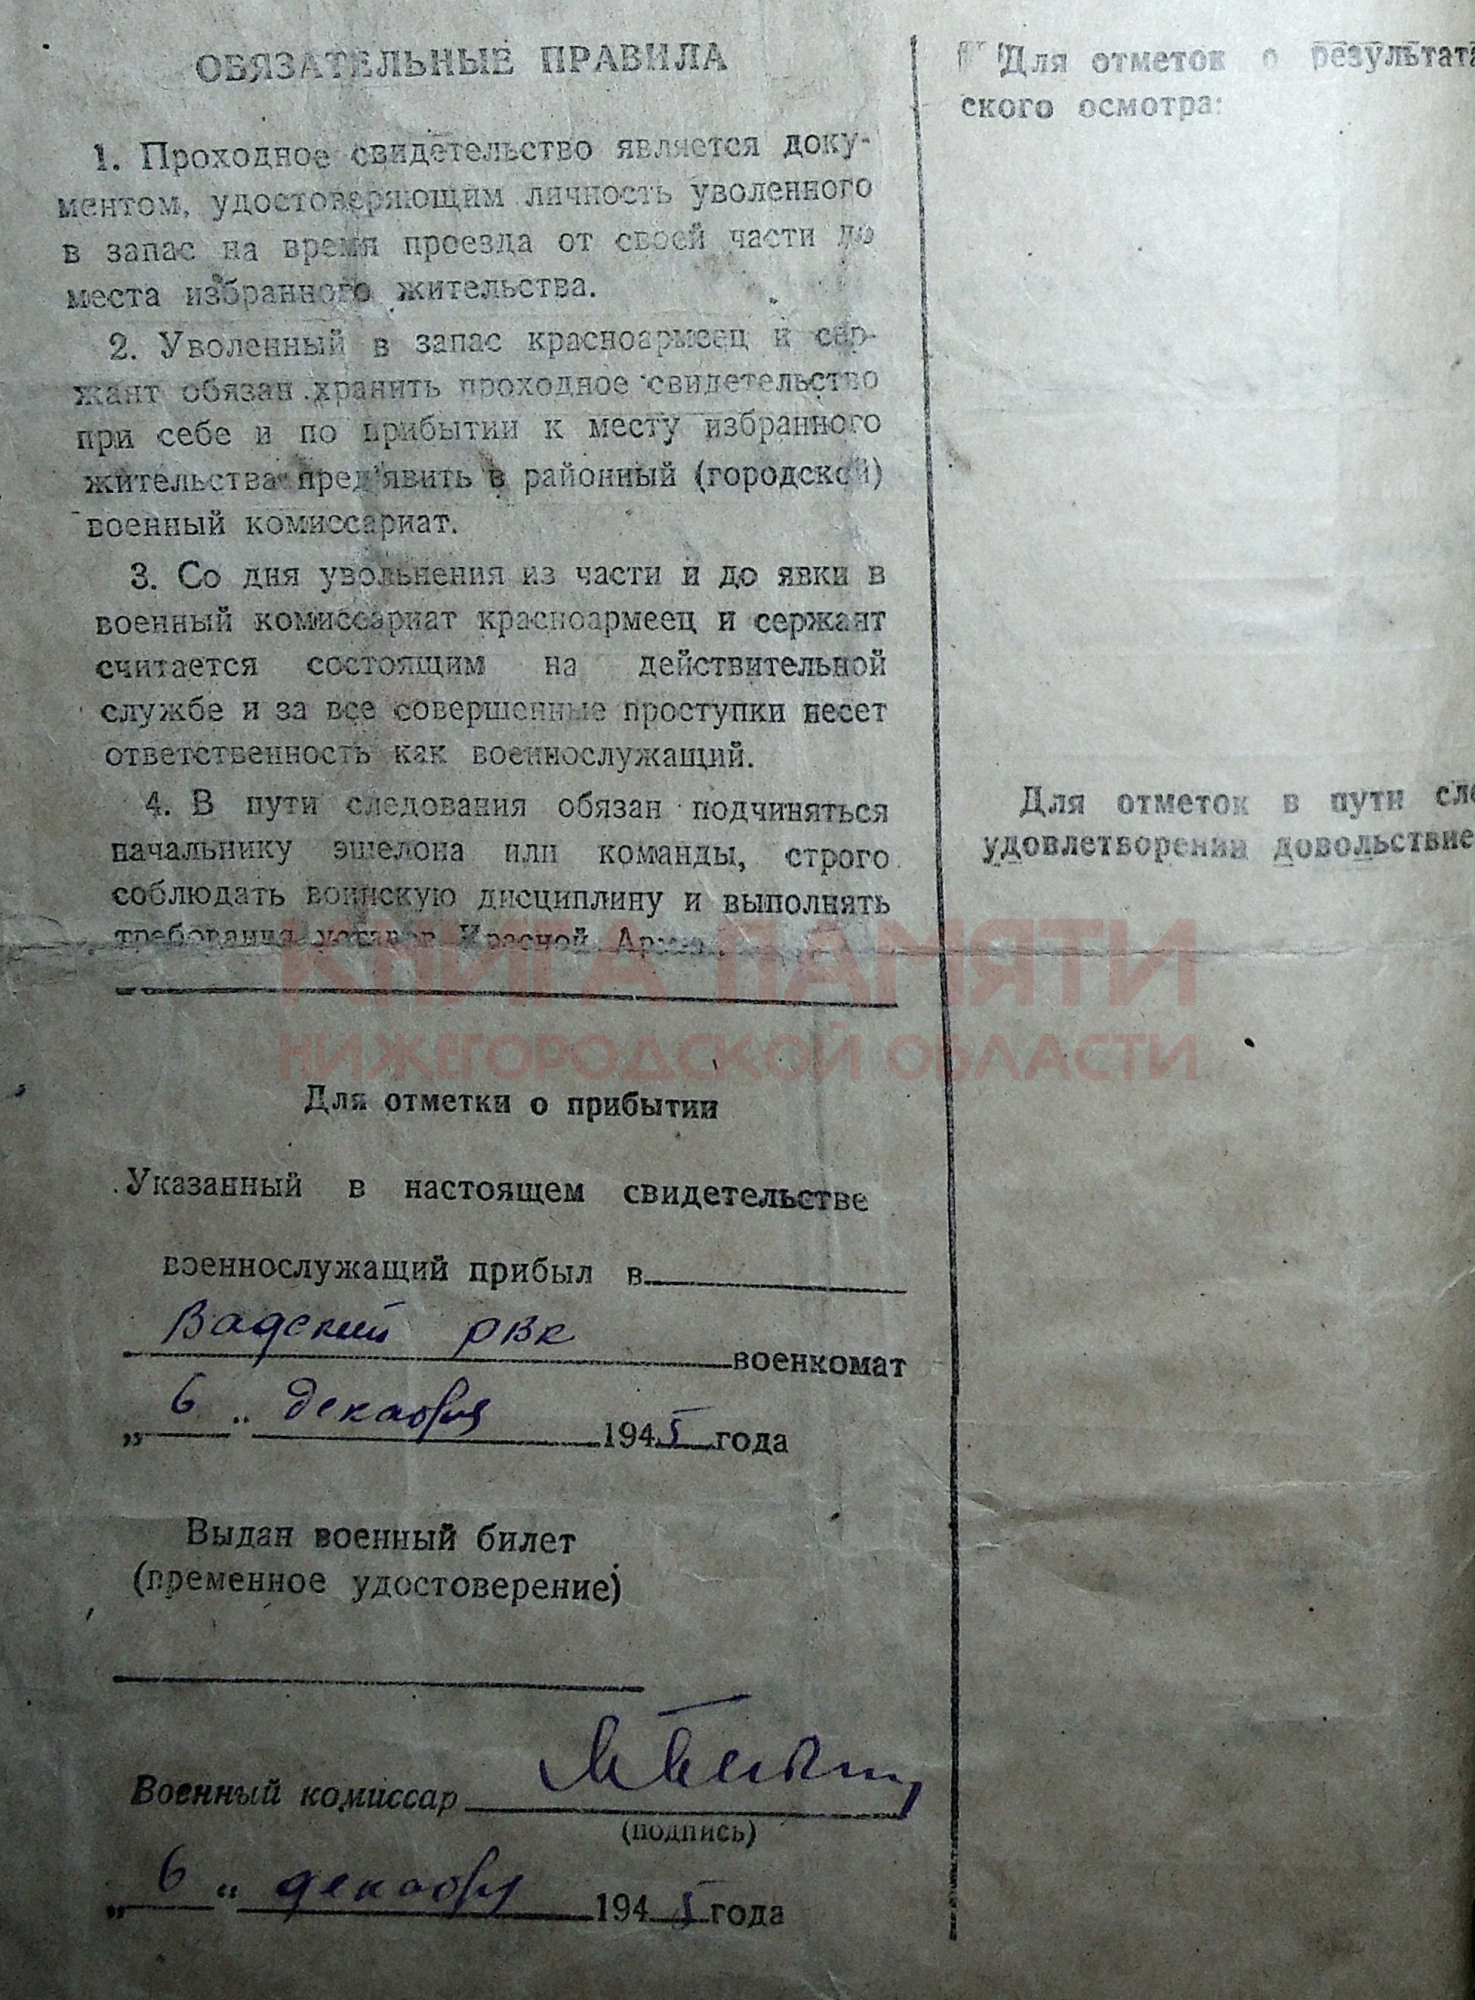 ОБЯЗАТЕЛЬНЫЕ ПРАВИЛА
1. Проходное свидетельство является доку-
ментом, удостоверяющим личность уволенного
в запас на время проезда от своей части до
места избранного жительства.
2. Уволенный в запас красноармеец и сер-
жант обязан хранить проходное свидетельство
при себе и по прибытии к месту избранного
жительства пред'явить в районный (городской)
военный комиссариат.
3. Со дня увольнения из части и до явки в
военный комиссариат красноармеец и сержант
считается состоящим на действительной
службе и за все совершенные проступки несет
ответственность как военнослужащий.
4. В пути следования обязан подчиняться
начальнику эшелона или команды, строго
соблюдать воинскую дисциплину и выполнять
требования уставов Красной Армии.
КНИГА ПАМЯТИ
НИЖЕГОРОДСКОЙ ОБЛАСТИ
Для отметки о прибытии
Указанный в настоящем свидетельстве
военнослужащий прибыл в
Вадский РВК
военкомат
„6“ декабря 1945 года
Выдан военный билет
(временное удостоверение)
Военный комиссар
(подпись)
„6“ декабря 1945 года
Для отметок о результата
ского осмотра:
Для отметок в пути сле
удовлетворении довольствие